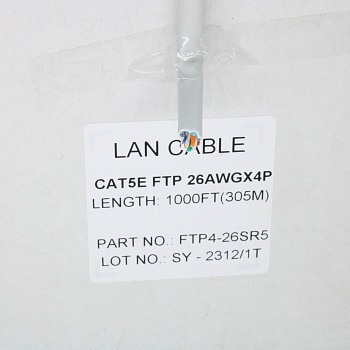 LAN CABLE
CAT5E FTP 26AWGX4P
LENGTH: 1000FT(305M)
PART NO.: FTP4-26SR5
LOT NO.: SY - 2312/1T